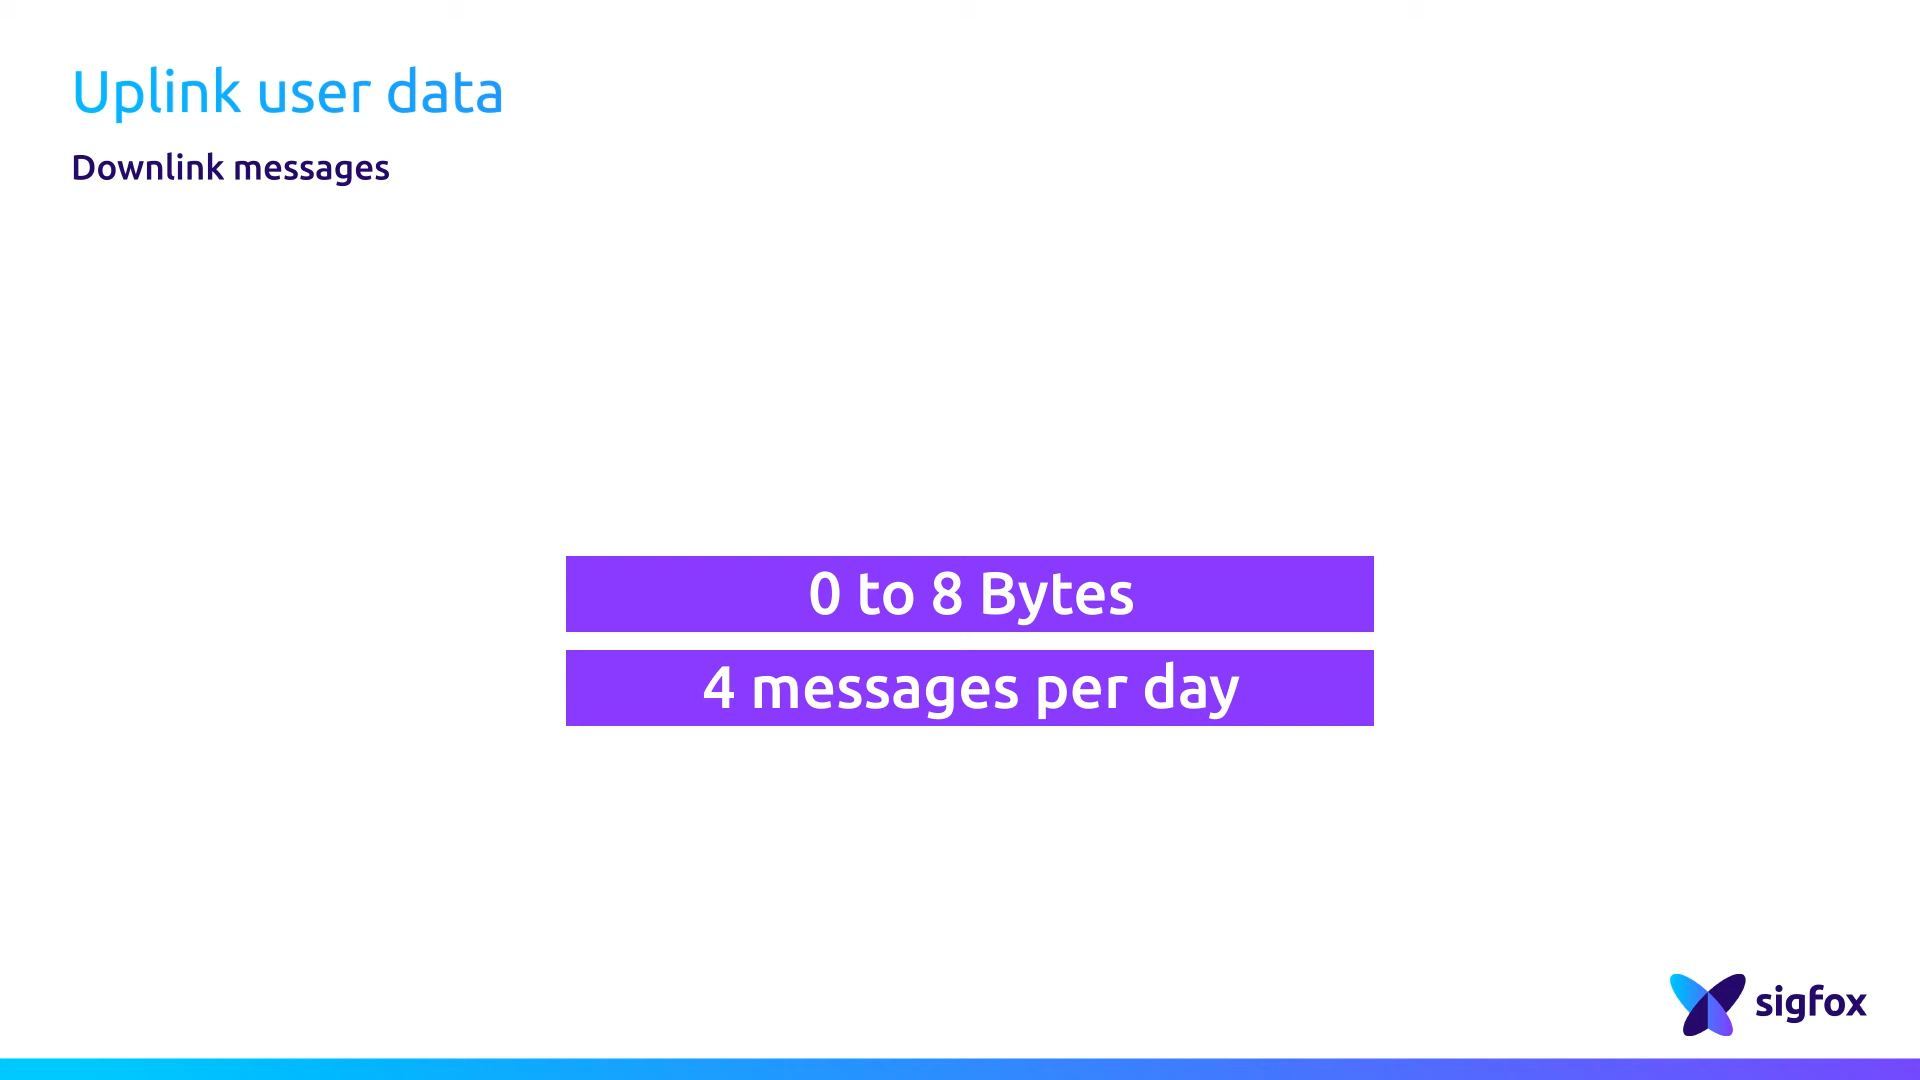 Uplink user data
Downlink messages
0 to 8 Bytes
4 messages per day
sigfox